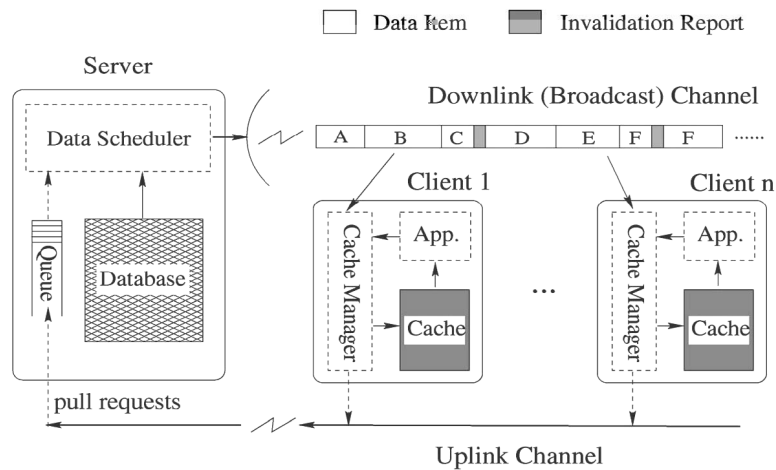 Data Item Invalidation Report
Server
Downlink (Broadcast) Channel
Data Scheduler
A B C D E F F ......
Client 1
Client n
Queue
Database
Cache Manager
App.
Cache
...
Cache Manager
App.
Cache
pull requests
Uplink Channel